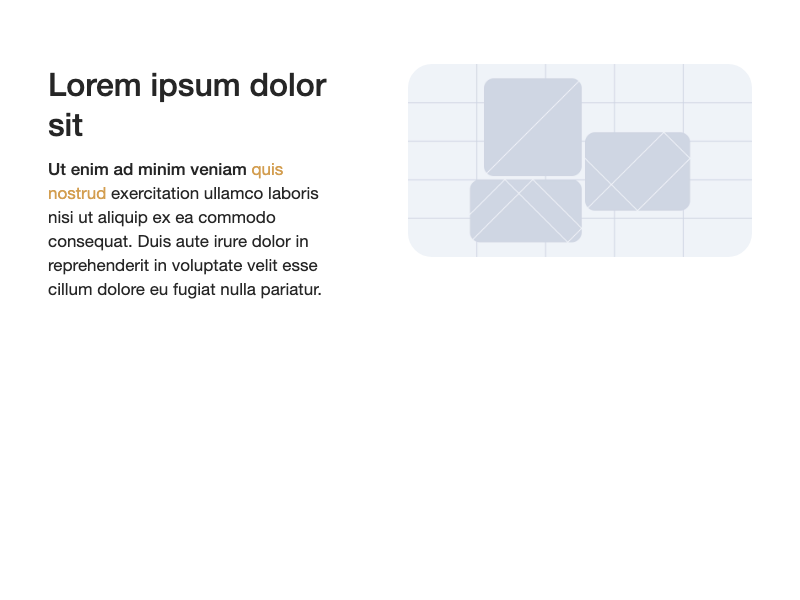 Lorem ipsum dolor
sit
Ut enim ad minim veniam quis
nostrud exercitation ullamco laboris
nisi ut aliquip ex ea commodo
consequat. Duis aute irure dolor in
reprehenderit in voluptate velit esse
cillum dolore eu fugiat nulla pariatur.